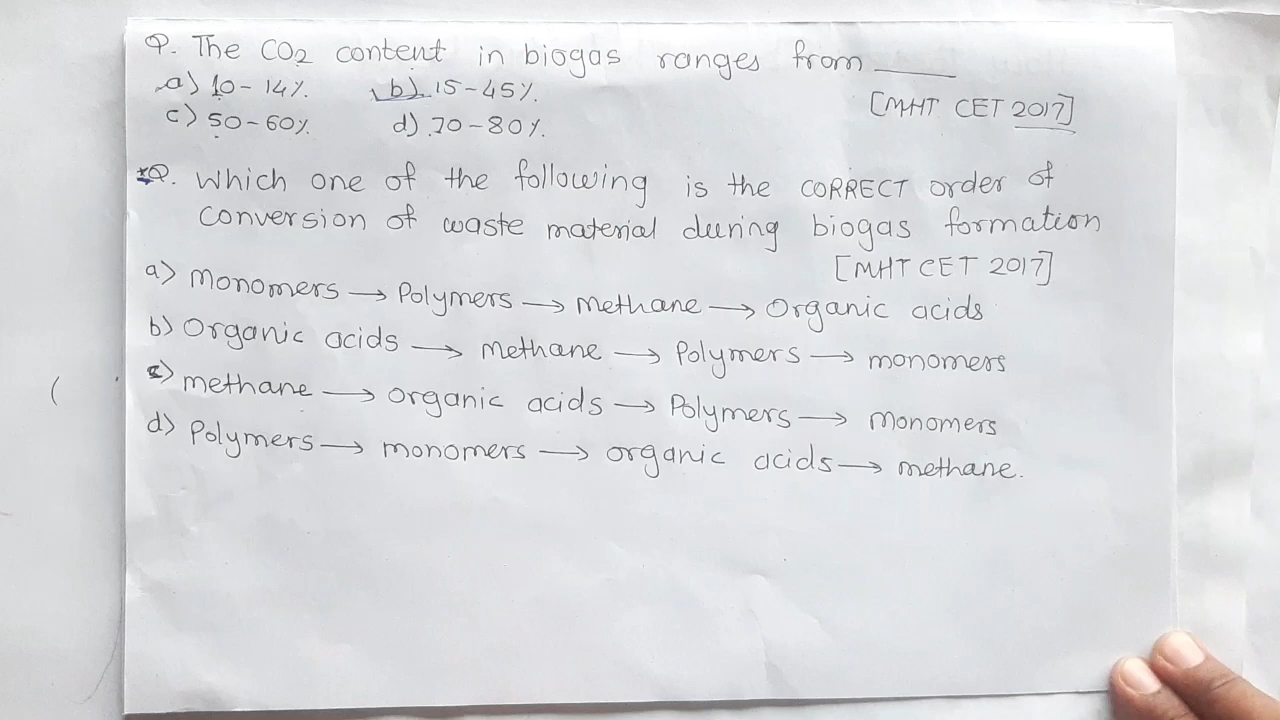 Q. The CO2 content in biogas ranges from ____
a) 10-14%. b) 15-45%.
[MHT CET 2017]
c) 50-60%. d) 70-80%.
*Q. Which one of the following is the CORRECT order of
conversion of waste material during biogas formation
[MHT CET 2017]
a) Monomers → Polymers → Methane → Organic acids
b) Organic acids → Methane → Polymers → monomers
c) methane → organic acids → Polymers → Monomers
d) Polymers → monomers → organic acids → methane.